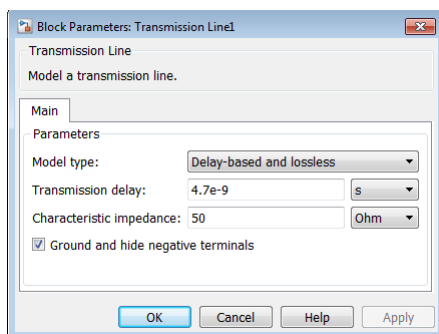 Block Parameters: Transmission Line1
Transmission Line
Model a transmission line.
Main
Parameters
Model type: Delay-based and lossless
Transmission delay: 4.7e-9 s
Characteristic impedance: 50 Ohm
Ground and hide negative terminals
OK Cancel Help Apply